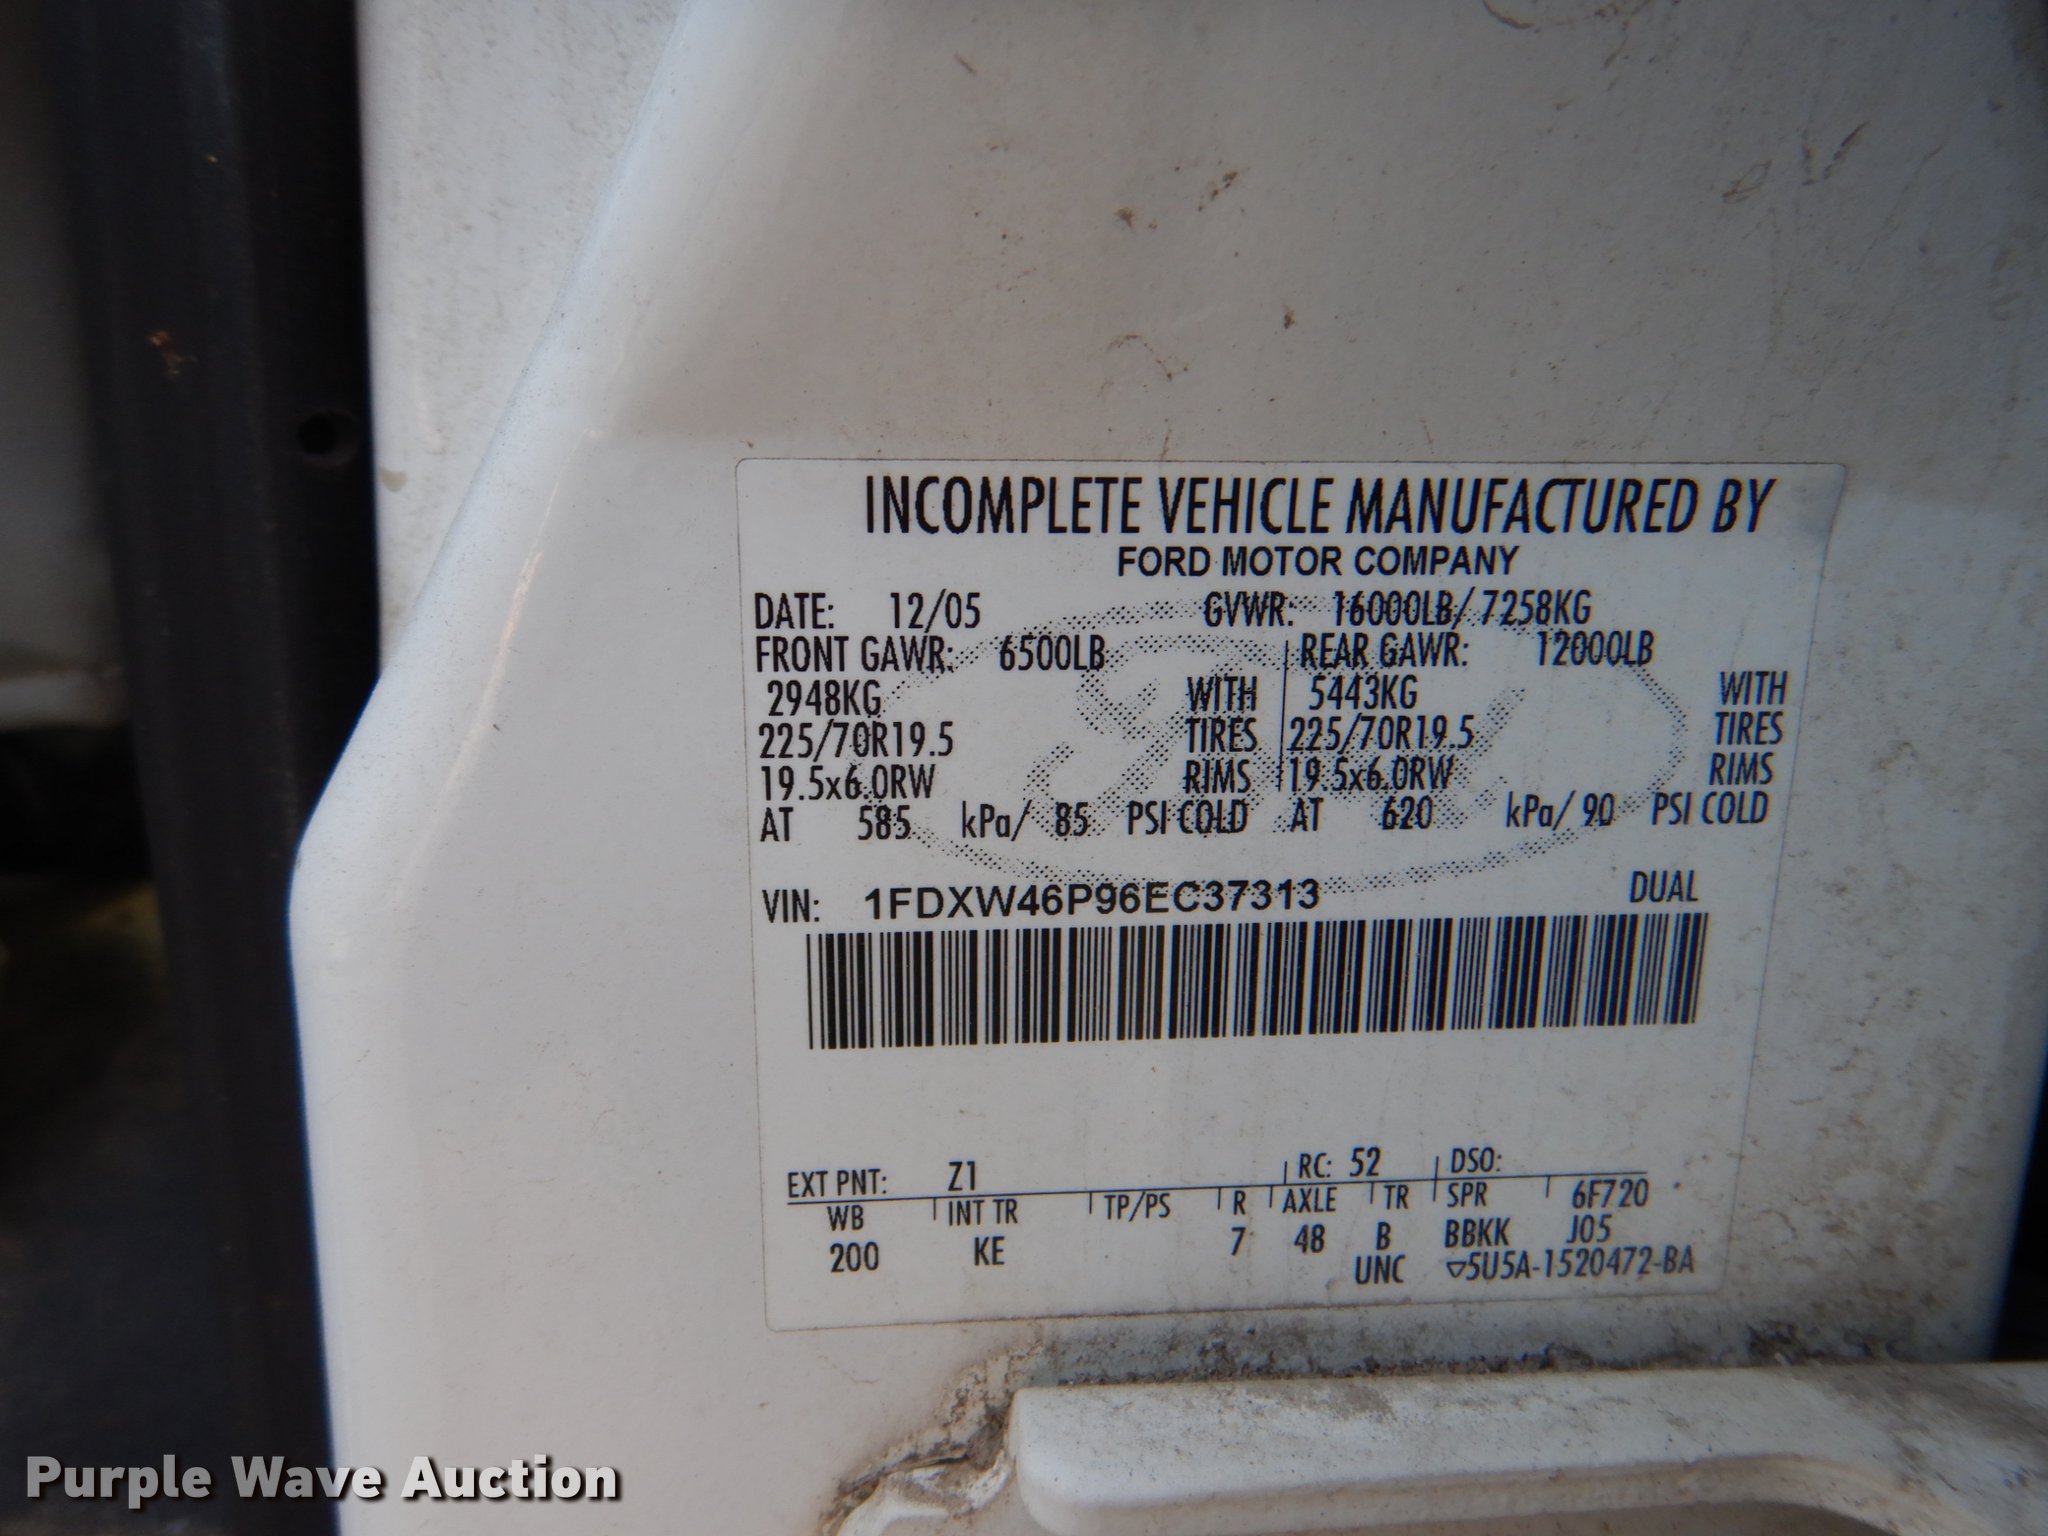 INCOMPLETE VEHICLE MANUFACTURED BY
FORD MOTOR COMPANY
DATE: 12/05 GVWR: 16000LB/ 7258KG
FRONT GAWR: 6500LB REAR GAWR: 12000LB
2948KG WITH 5443KG WITH
225/70R19.5 TIRES 225/70R19.5 TIRES
19.5x6.0RW RIMS 19.5x6.0RW RIMS
AT 585 kPa/ 85 PSI COLD AT 620 kPa/ 90 PSI COLD
VIN: 1FDXW46P96EC37313 DUAL
EXT PNT: Z1 RC: 52 DSO:
WB INT TR TP/PS R AXLE TR SPR 6F720
200 KE 7 48 B BBKK J05
UNC ▽5U5A-1520472-BA
Purple Wave Auction